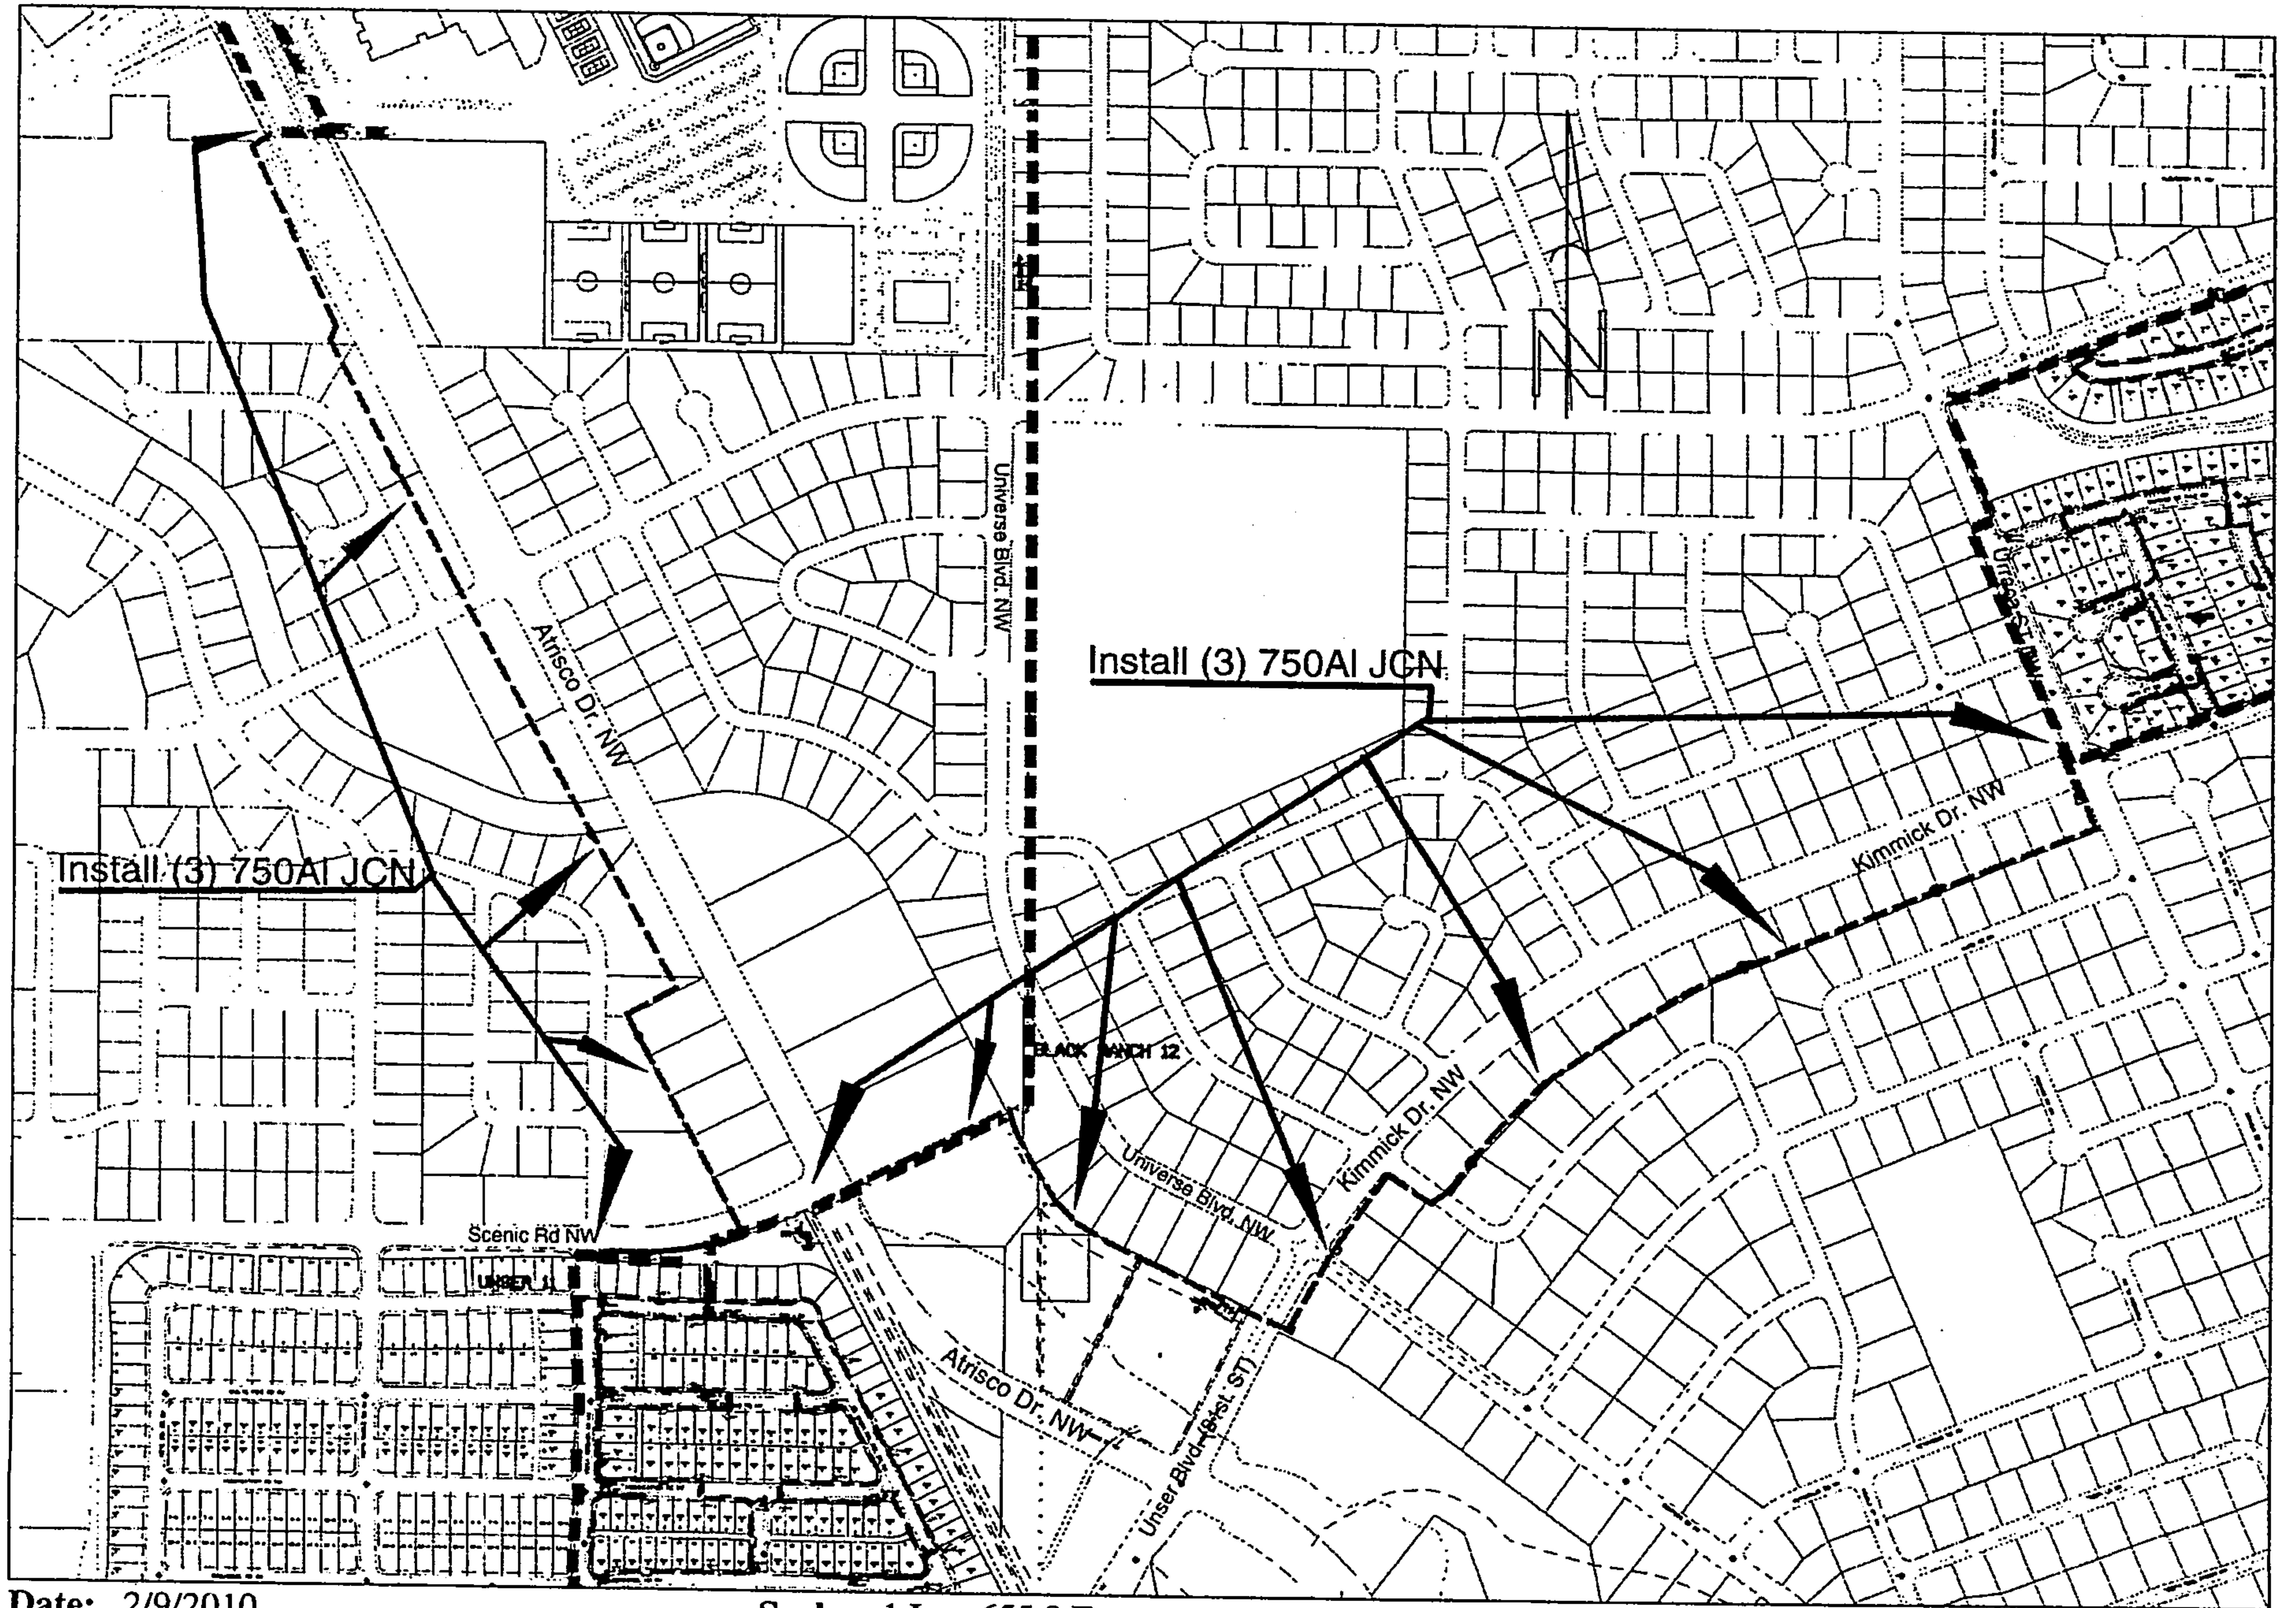 Universe Blvd. NW
Atrisco Dr. NW
Install (3) 750Al JCN
Kimmick Dr. NW
Install (3) 750Al JCN
BLACK RANCH 12
Kimmick Dr. NW
Universe Blvd. NW
Scenic Rd NW
UNSER 11
Atrisco Dr. NW
Unser Blvd. (81st. ST)
N
Date: 2/9/2010